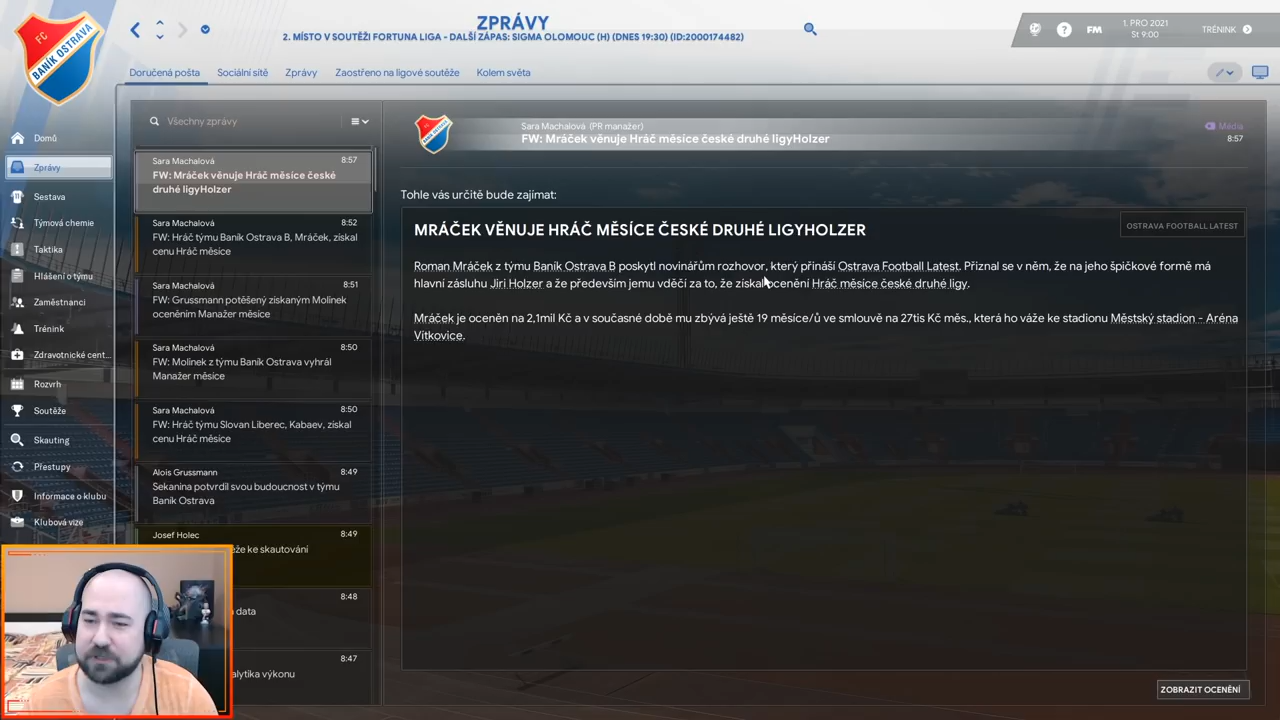 FC
BANÍK OSTRAVA
ZPRÁVY
2. MÍSTO V SOUTĚŽI FORTUNA LIGA - DALŠÍ ZÁPAS: SIGMA OLOMOUC (H) (DNES 19:30) (ID:2000174482)
FM
1. PRO 2021
St 9:00
TRÉNINK
Doručená pošta
Sociální sítě
Zprávy
Zaostřeno na ligové soutěže
Kolem světa
Domů
Zprávy
Sestava
Týmová chemie
Taktika
Hlášení o týmu
Zaměstnanci
Trénink
Zdravotnické cent...
Rozvrh
Soutěže
Skauting
Přestupy
Informace o klubu
Klubová vize
Všechny zprávy
Sara Machalová 8:57
FW: Mráček věnuje Hráč měsíce české
druhé ligyHolzer
Sara Machalová 8:52
FW: Hráč týmu Baník Ostrava B, Mráček, získal
cenu Hráč měsíce
Sara Machalová 8:51
FW: Grussmann potěšený získaným Molinek
oceněním Manažer měsíce
Sara Machalová 8:50
FW: Molinek z týmu Baník Ostrava vyhrál
Manažer měsíce
Sara Machalová 8:50
FW: Hráč týmu Slovan Liberec, Kabaev, získal
cenu Hráč měsíce
Alois Grussmann 8:49
Sekanina potvrdil svou budoucnost v týmu
Baník Ostrava
Josef Holec 8:49
eže ke skautování
8:48
data
8:47
alytika výkonu
Sara Machalová (PR manažer)
FW: Mráček věnuje Hráč měsíce české druhé ligyHolzer
Média
8:57
Tohle vás určitě bude zajímat:
MRÁČEK VĚNUJE HRÁČ MĚSÍCE ČESKÉ DRUHÉ LIGYHOLZER
OSTRAVA FOOTBALL LATEST
Roman Mráček z týmu Baník Ostrava B poskytl novinářům rozhovor, který přináší Ostrava Football Latest. Přiznal se v něm, že na jeho špičkové formě má
hlavní zásluhu Jiri Holzer a že především jemu vděčí za to, že získal ocenění Hráč měsíce české druhé ligy.
Mráček je oceněn na 2,1mil Kč a v současné době mu zbývá ještě 19 měsíce/ů ve smlouvě na 27tis Kč měs., která ho váže ke stadionu Městský stadion - Aréna
Vítkovice.
ZOBRAZIT OCENĚNÍ